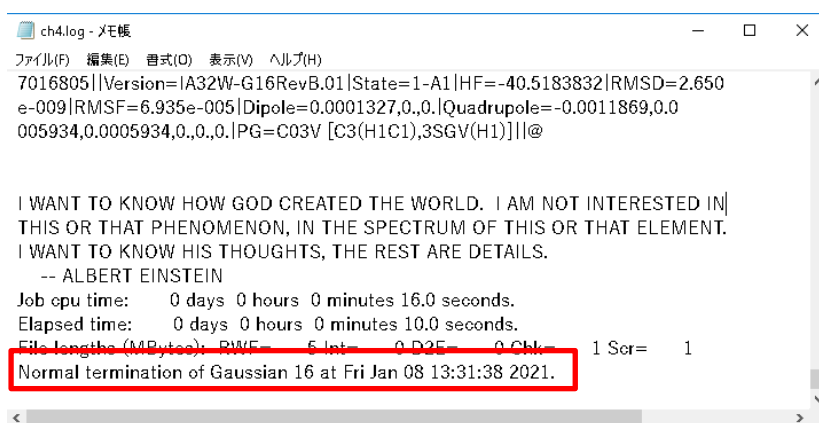 ch4.log - メモ帳
ファイル(F) 編集(E) 書式(O) 表示(V) ヘルプ(H)
7016805||Version=IA32W-G16RevB.01|State=1-A1|HF=-40.5183832|RMSD=2.650
e-009|RMSF=6.935e-005|Dipole=0.0001327,0.,0.|Quadrupole=-0.0011869,0.0
005934,0.0005934,0.,0.,0.|PG=C03V [C3(H1C1),3SGV(H1)]||@
I WANT TO KNOW HOW GOD CREATED THE WORLD.  I AM NOT INTERESTED IN
THIS OR THAT PHENOMENON, IN THE SPECTRUM OF THIS OR THAT ELEMENT.
I WANT TO KNOW HIS THOUGHTS, THE REST ARE DETAILS.
-- ALBERT EINSTEIN
Job cpu time:       0 days  0 hours  0 minutes 16.0 seconds.
Elapsed time:       0 days  0 hours  0 minutes 10.0 seconds.
File lengths (MBytes):  RWF=      5 Int=      0 D2E=      0 Chk=      1 Scr=      1
Normal termination of Gaussian 16 at Fri Jan 08 13:31:38 2021.